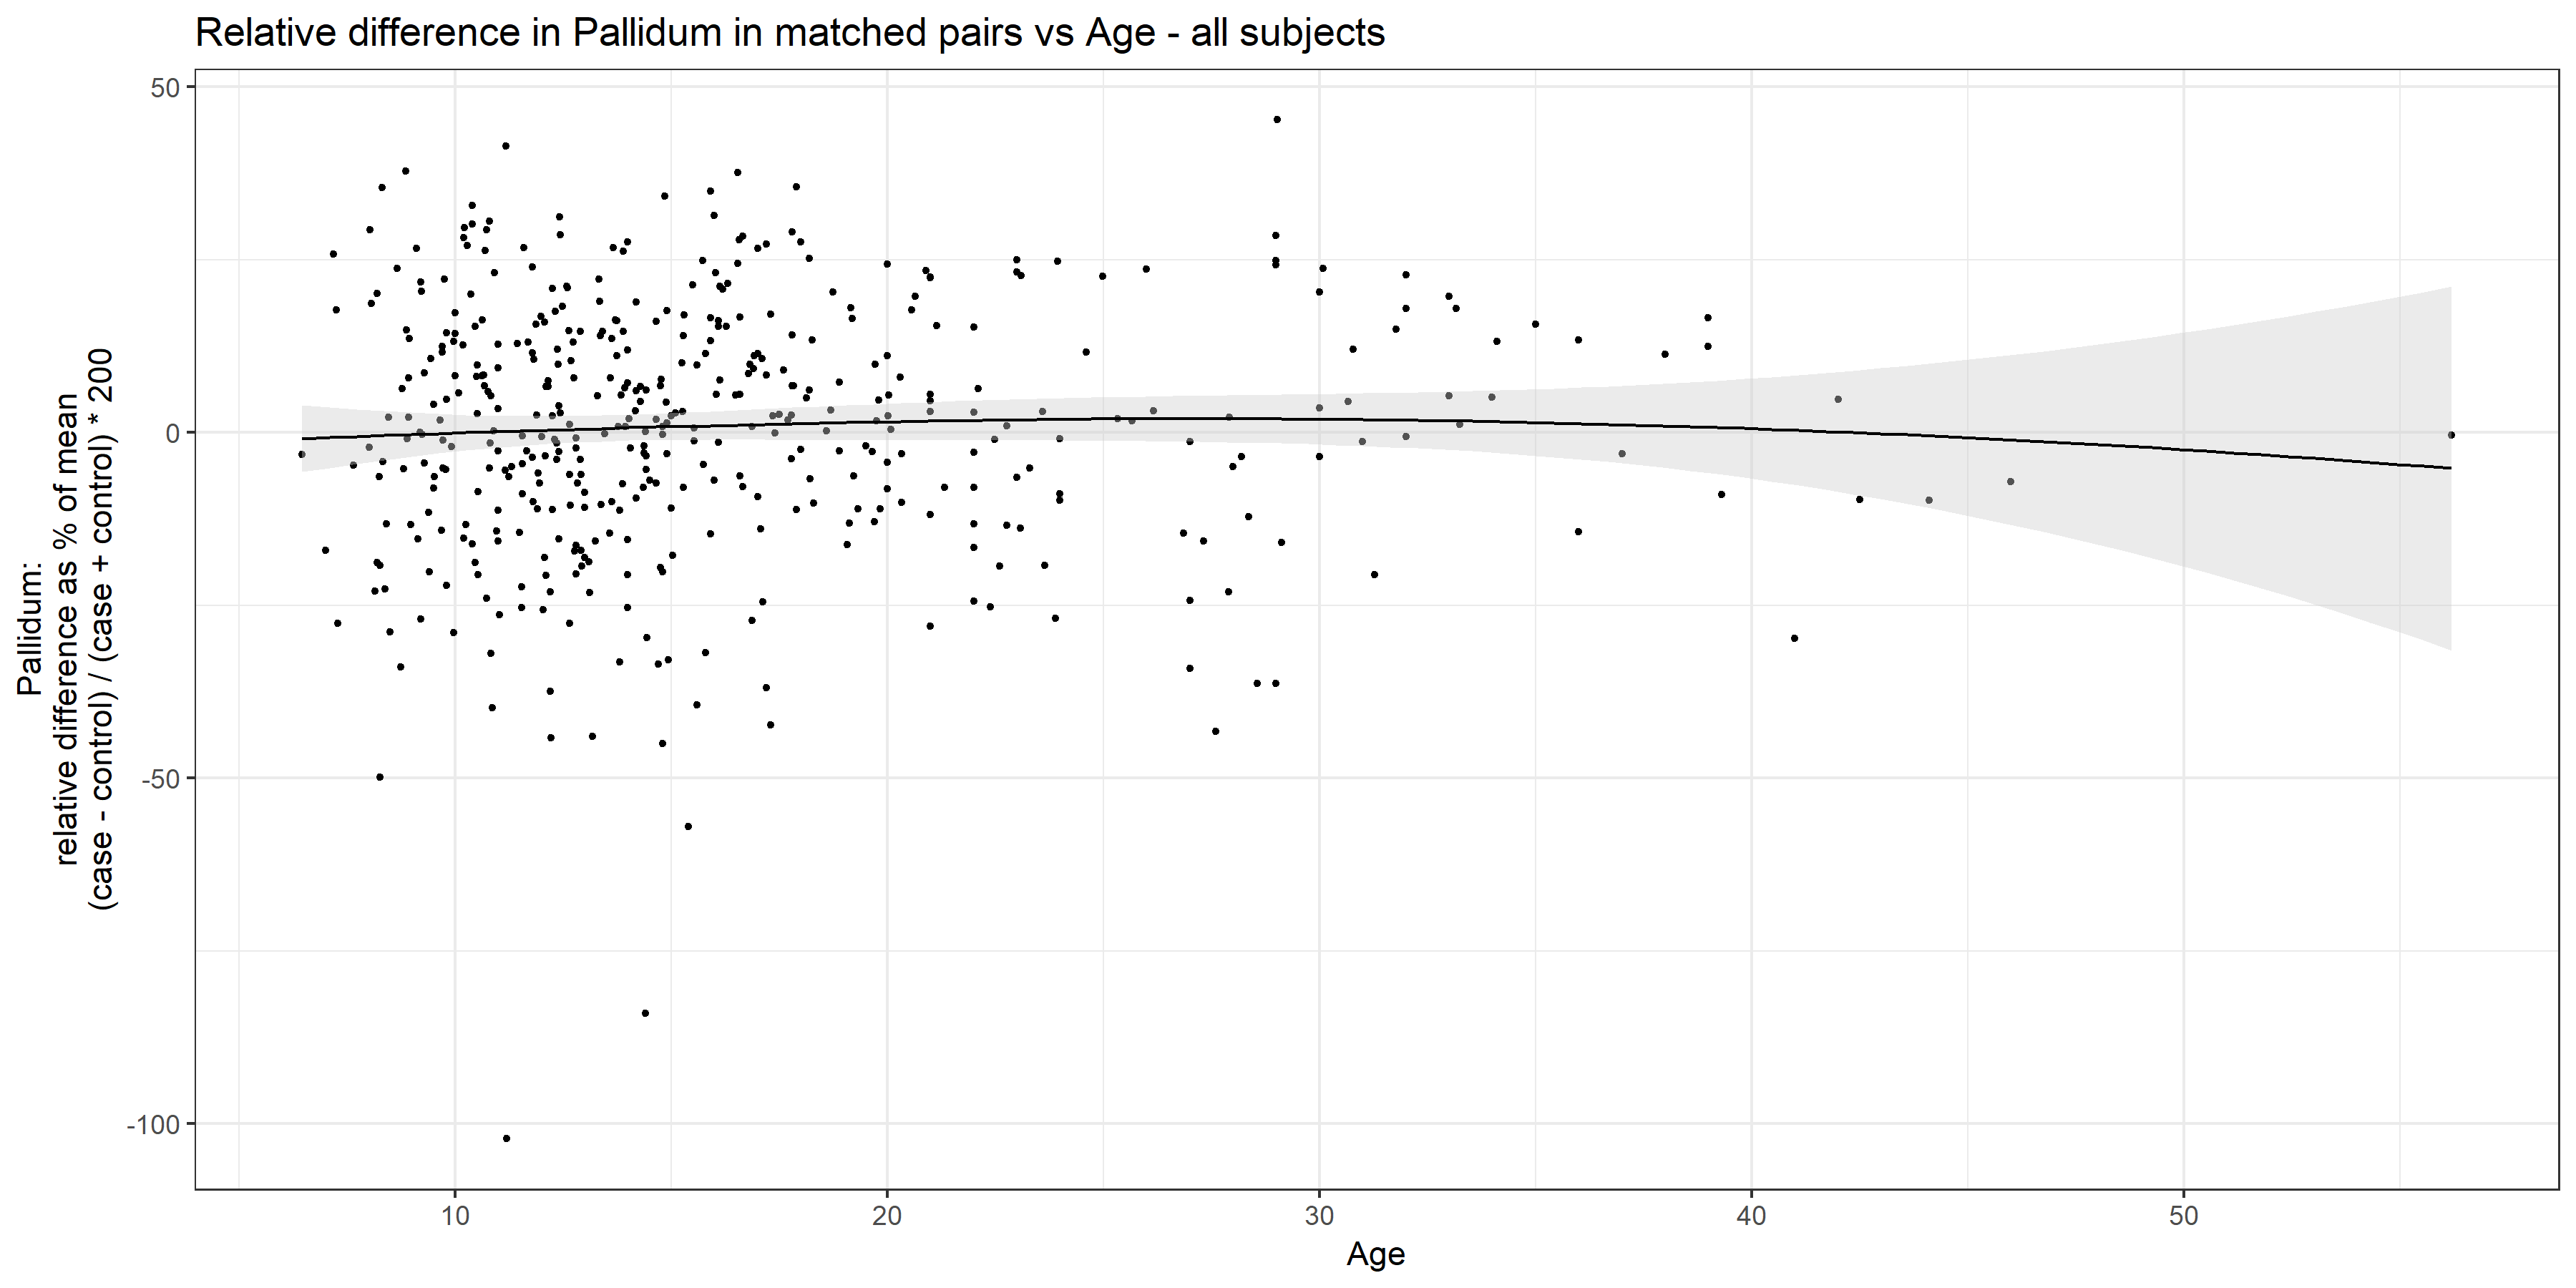 Relative difference in Pallidum in matched pairs vs Age - all subjects
Pallidum:
relative difference as % of mean
(case - control) / (case + control) * 200
50
0
-50
-100
10
20
30
40
50
Age